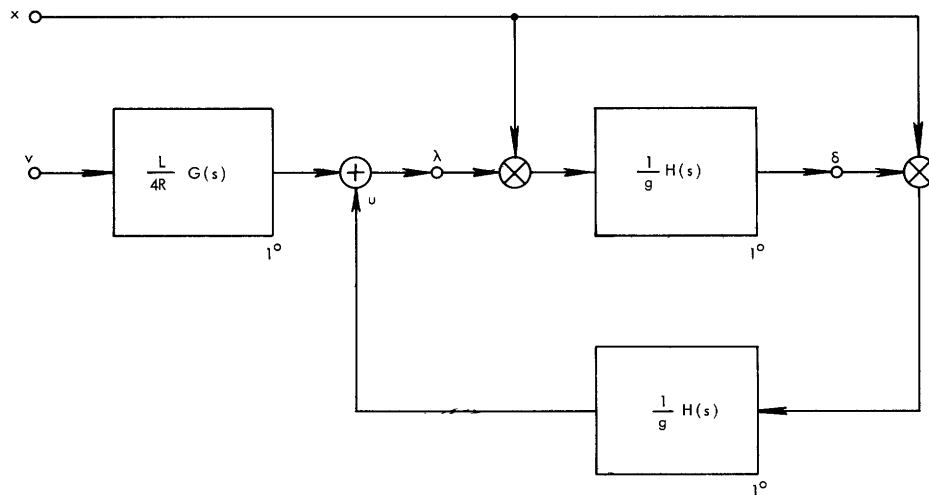 x
v
L
4R
G(s)
1°
+
u
λ
1
g
H(s)
1°
δ
1
g
H(s)
1°